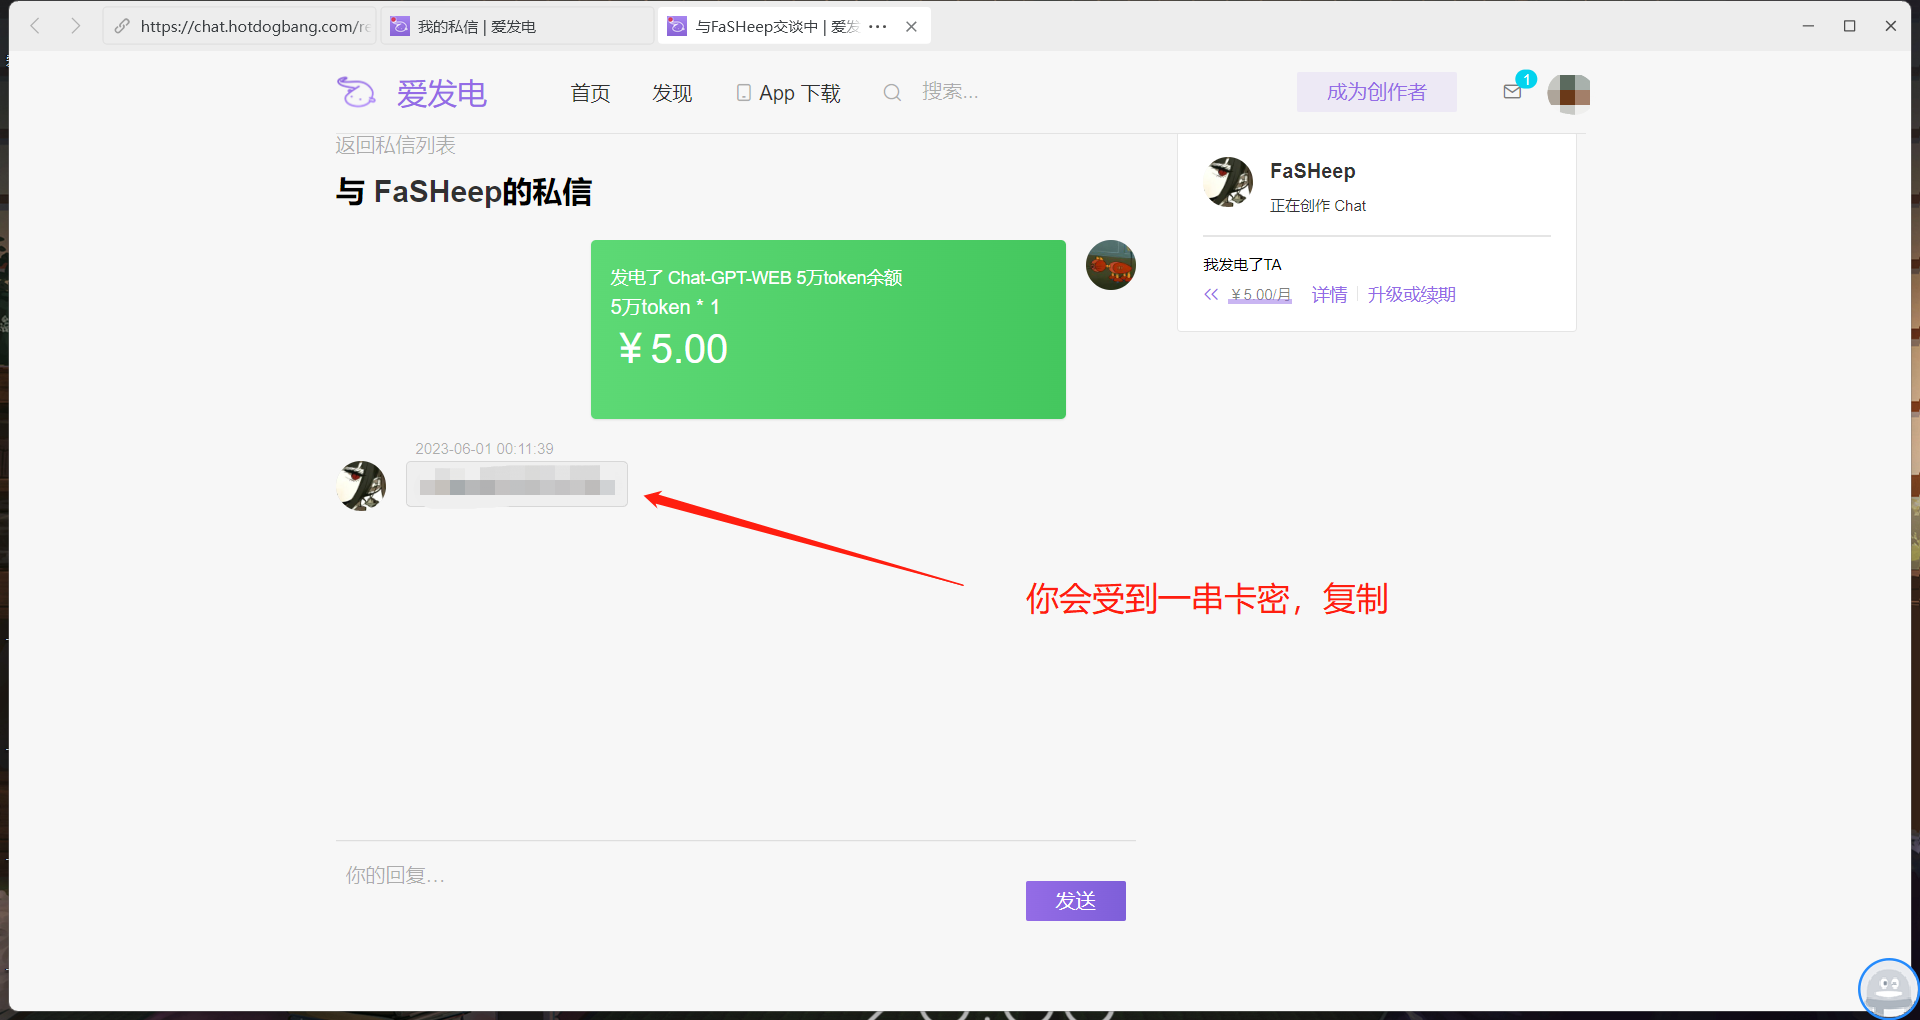 https://chat.hotdogbang.com/re
我的私信 | 爱发电
与FaSHeep交谈中 | 爱发
爱发电
首页
发现
App 下载
搜索...
成为创作者
1
返回私信列表
与 FaSHeep的私信
发电了 Chat-GPT-WEB 5万token余额
5万token * 1
¥5.00
FaSHeep
正在创作 Chat
我发电了TA
¥5.00/月
详情
升级或续期
2023-06-01 00:11:39
你会受到一串卡密，复制
你的回复...
发送